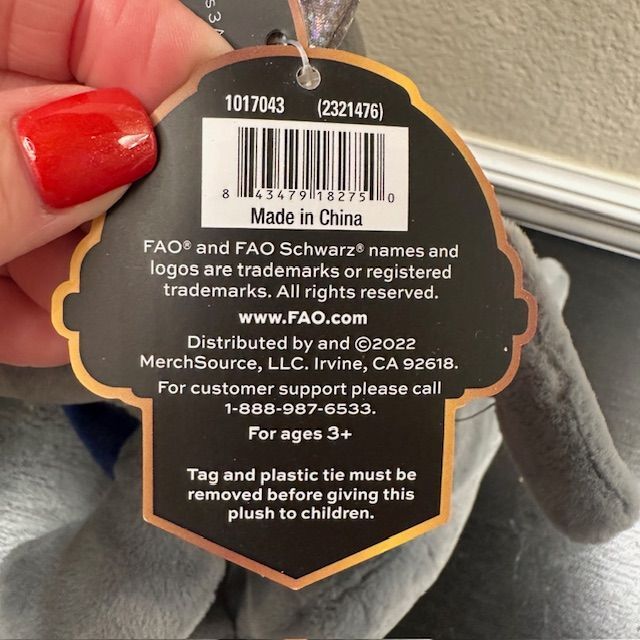 1017043 (2321476)
8 43479 18275 0
Made in China
FAO® and FAO Schwarz® names and
logos are trademarks or registered
trademarks. All rights reserved.
www.FAO.com
Distributed by and ©2022
MerchSource, LLC. Irvine, CA 92618.
For customer support please call
1-888-987-6533.
For ages 3+
Tag and plastic tie must be
removed before giving this
plush to children.